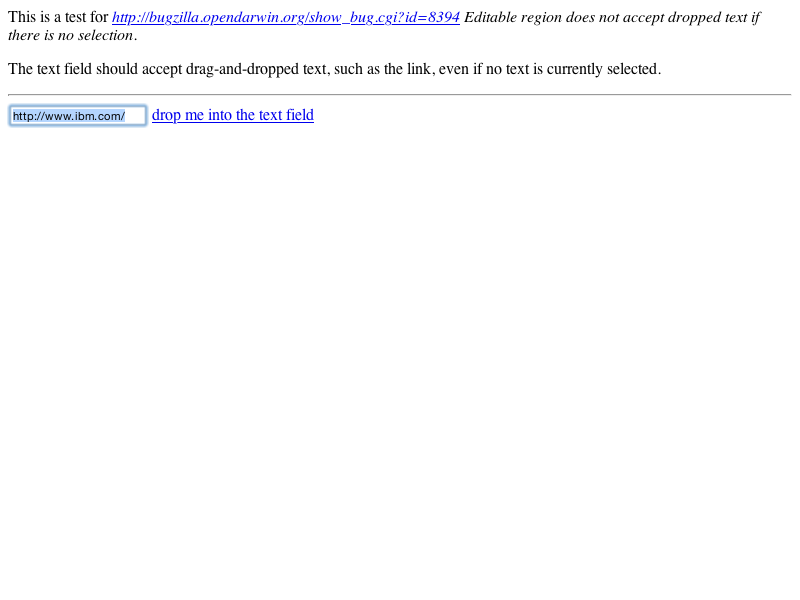 This is a test for http://bugzilla.opendarwin.org/show_bug.cgi?id=8394 Editable region does not accept dropped text if
there is no selection.
The text field should accept drag-and-dropped text, such as the link, even if no text is currently selected.
http://www.ibm.com/ drop me into the text field